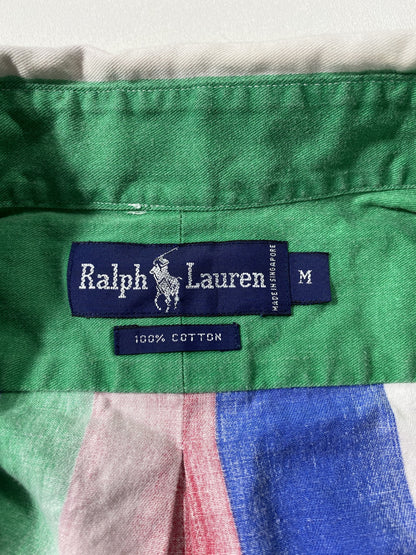 Ralph Lauren
MADE IN SINGAPORE
M
100% COTTON